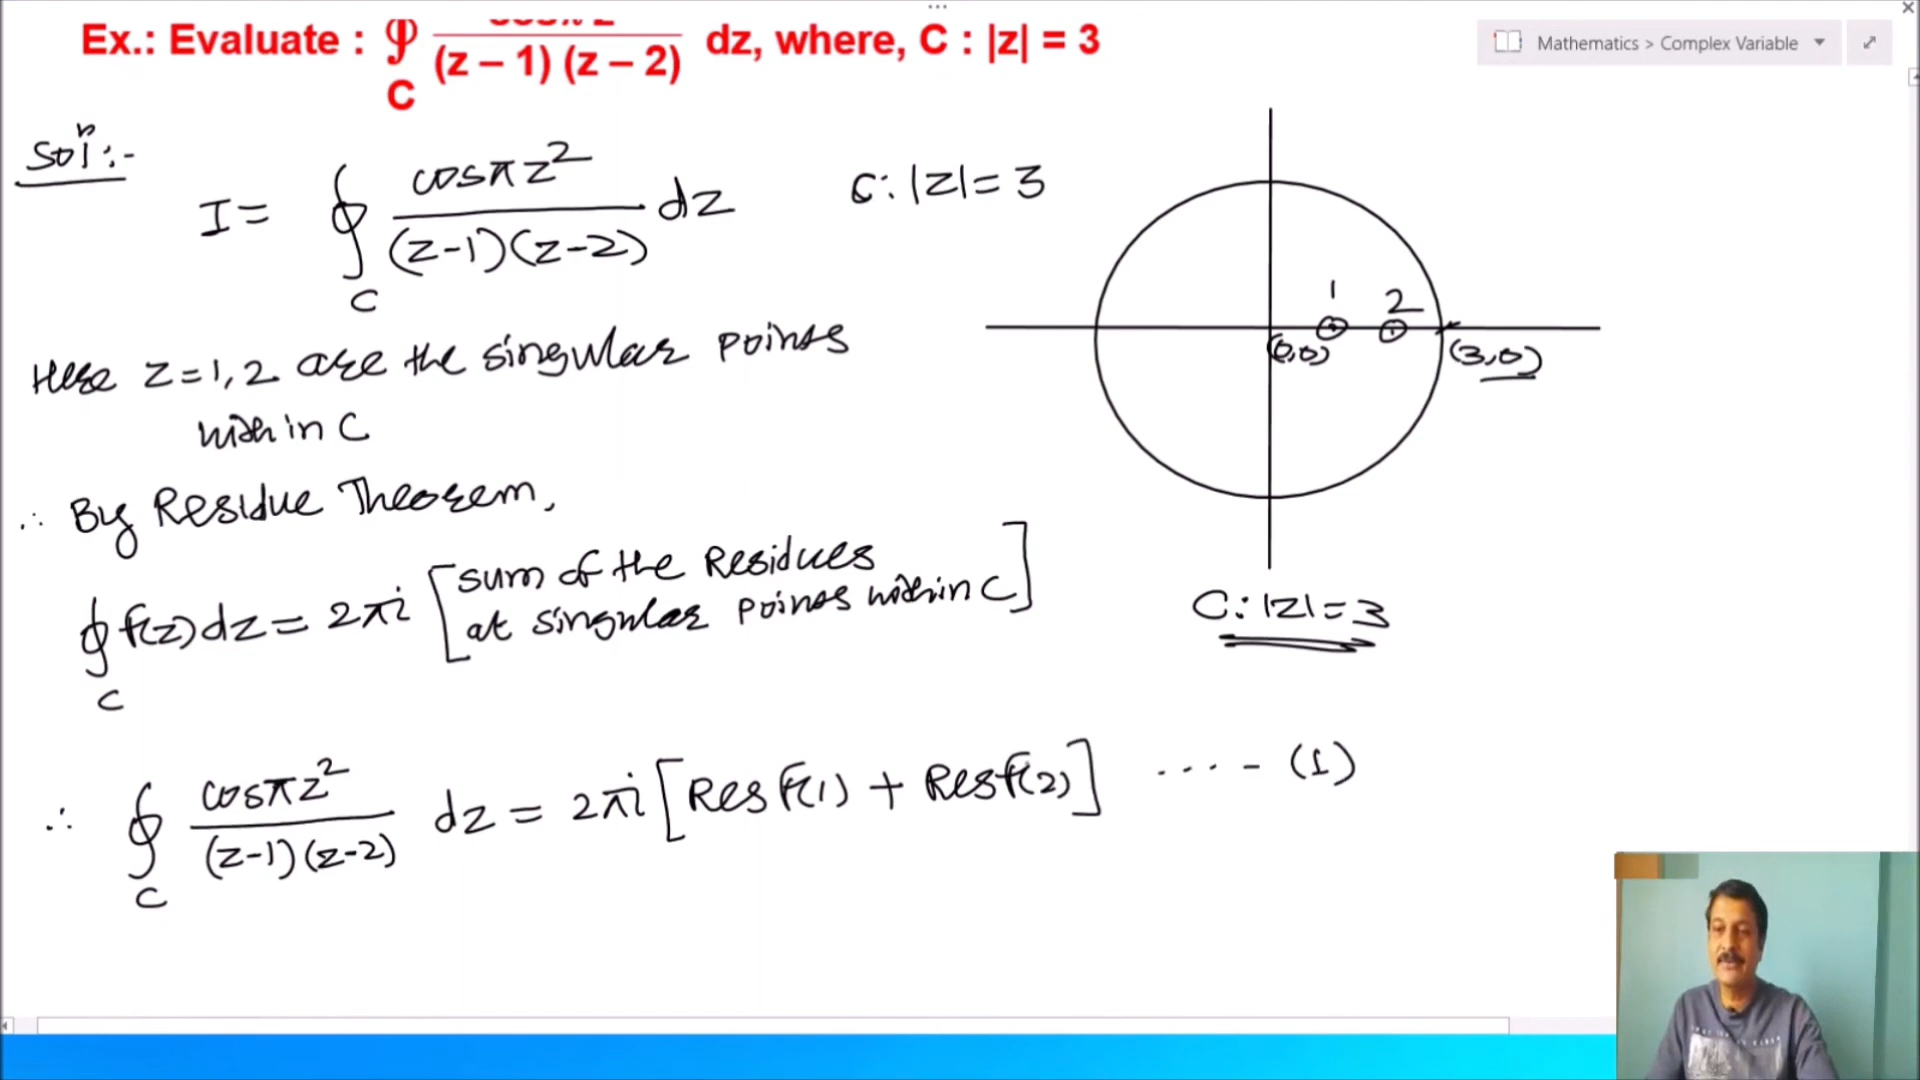 Ex.: Evaluate : ∮ / (z – 1) (z – 2) dz, where, C : |z| = 3
C
Mathematics > Complex Variable
Solⁿ:-
I = ∮ cosπz² / (z-1)(z-2) dz C: |z| = 3
C
Here z=1,2 are the singular points
within C
∴ By Residue Theorem,
∮ f(z)dz = 2πi [sum of the Residues
at singular points within C]
C
∴ ∮ cosπz² / (z-1)(z-2) dz = 2πi [Res f(1) + Res f(2)] ····- (1)
C
1 2
(0,0) (3,0)
C: |z| = 3